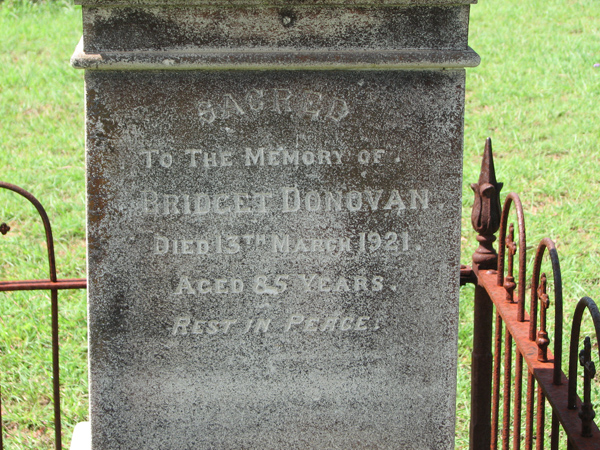 SACRED
TO THE MEMORY OF
BRIDGET DONOVAN
DIED 13TH MARCH 1921.
AGED 85 YEARS
REST IN PEACE.